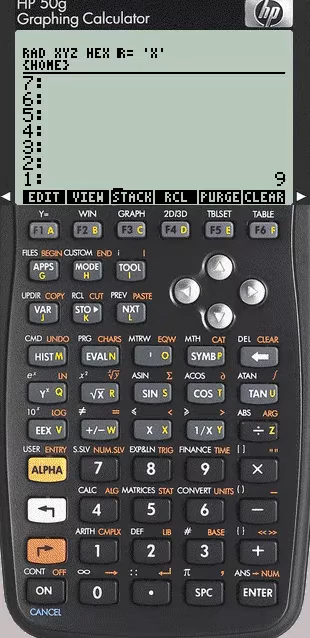 HP 50g
Graphing Calculator
hp
RAD XYZ HEX R= 'X'
{HOME}
7:
6:
5:
4:
3:
2:
1: 9
EDIT VIEW STACK RCL PURGE CLEAR
Y= WIN GRAPH 2D/3D TBLSET TABLE
F1 A F2 B F3 C F4 D F5 E F6 F
FILES BEGIN CUSTOM END i I
APPS G MODE H TOOL I
UPDIR COPY RCL CUT PREV PASTE
VAR J STO▶ K NXT L
CMD UNDO PRG CHARS MTRW EQW MTH CAT DEL CLEAR
HIST M EVAL N ' O SYMB P ←
eˣ LN x² ˣ√y ASIN Σ ACOS ∂ ATAN ∫
Yˣ Q √X R SIN S COS T TAN U
10ˣ LOG ≠ = ≤ < ≥ > ABS ARG
EEX V +/− W X X 1/X Y ÷ Z
USER ENTRY S.SLV NUM.SLV EXP&LN TRIG FINANCE TIME [ ] " "
ALPHA 7 8 9 ×
CALC ALG MATRICES STAT CONVERT UNITS ( ) _
4 5 6 −
ARITH CMPLX DEF LIB # BASE { } « »
1 2 3 +
CONT OFF ∞ → : : ↵ π , ANS →NUM
ON 0 • SPC ENTER
CANCEL